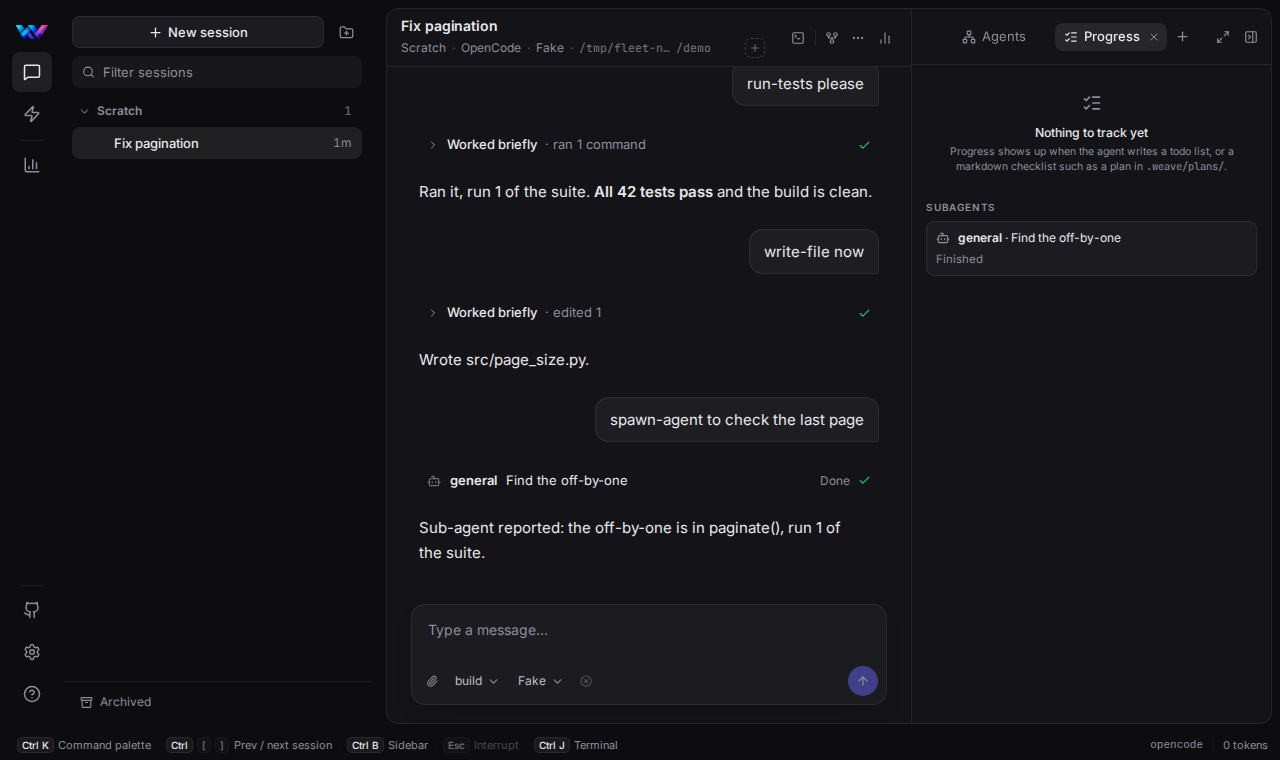 New session
Filter sessions
Scratch 1
Fix pagination 1m
Archived
Fix pagination
Scratch · OpenCode · Fake · /tmp/fleet-n… /demo
run-tests please
Worked briefly · ran 1 command
Ran it, run 1 of the suite. All 42 tests pass and the build is clean.
write-file now
Worked briefly · edited 1
Wrote src/page_size.py.
spawn-agent to check the last page
general Find the off-by-one Done
Sub-agent reported: the off-by-one is in paginate(), run 1 of
the suite.
Type a message...
build Fake
Agents Progress
Nothing to track yet
Progress shows up when the agent writes a todo list, or a
markdown checklist such as a plan in .weave/plans/.
SUBAGENTS
general · Find the off-by-one
Finished
Ctrl K Command palette Ctrl [ ] Prev / next session Ctrl B Sidebar Esc Interrupt Ctrl J Terminal opencode 0 tokens